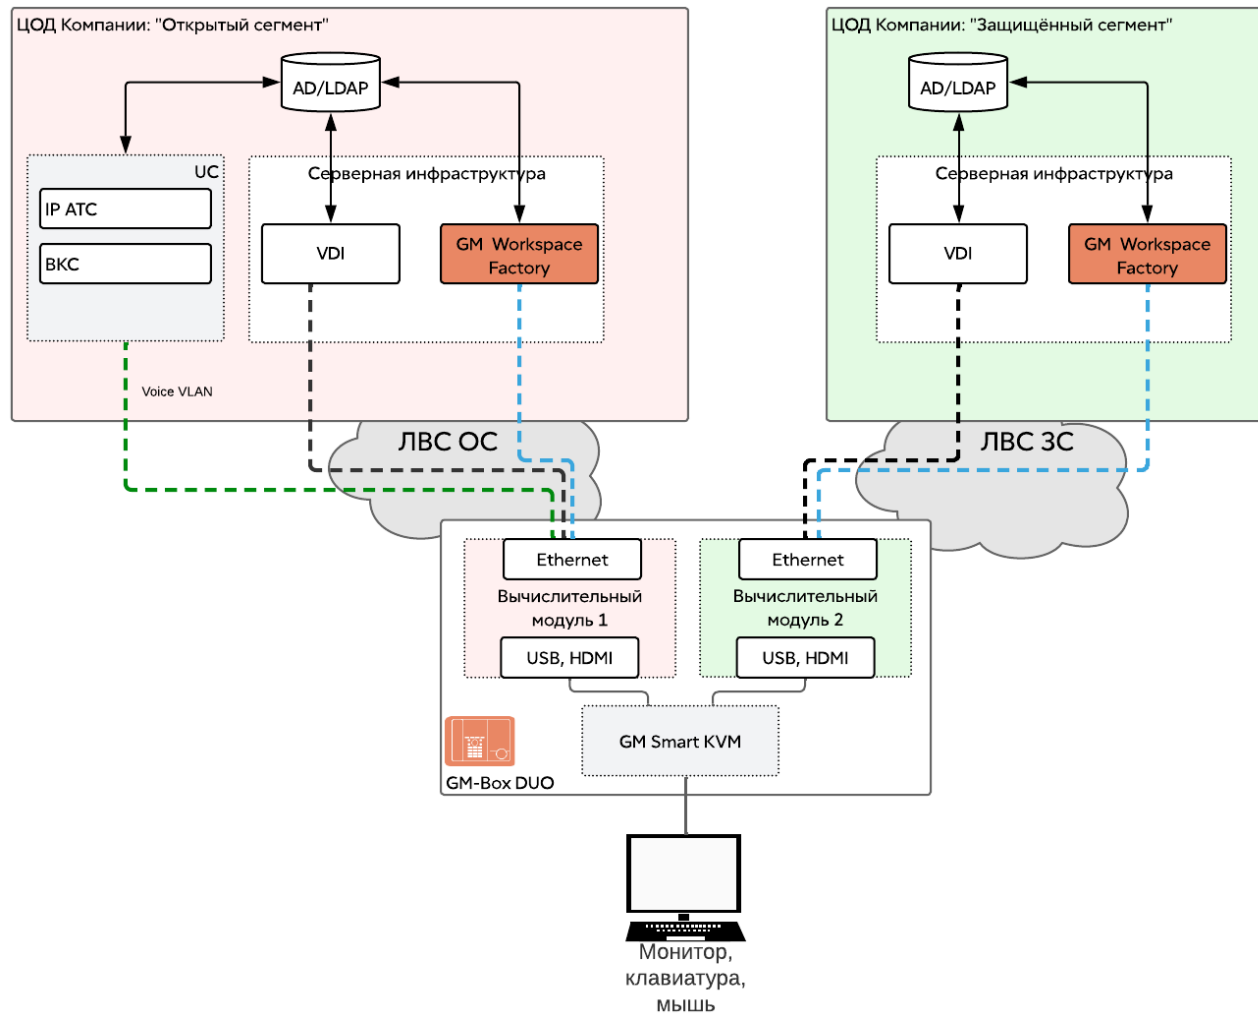 ЦОД Компании: "Открытый сегмент"
AD/LDAP
UC
IP АТС
ВКС
Серверная инфраструктура
VDI
GM Workspace
Factory
Voice VLAN
ЛВС ОС
ЦОД Компании: "Защищённый сегмент"
AD/LDAP
Серверная инфраструктура
VDI
GM Workspace
Factory
ЛВС ЗС
Ethernet
Вычислительный
модуль 1
USB, HDMI
Ethernet
Вычислительный
модуль 2
USB, HDMI
GM Smart KVM
GM-Box DUO
Монитор,
клавиатура,
мышь